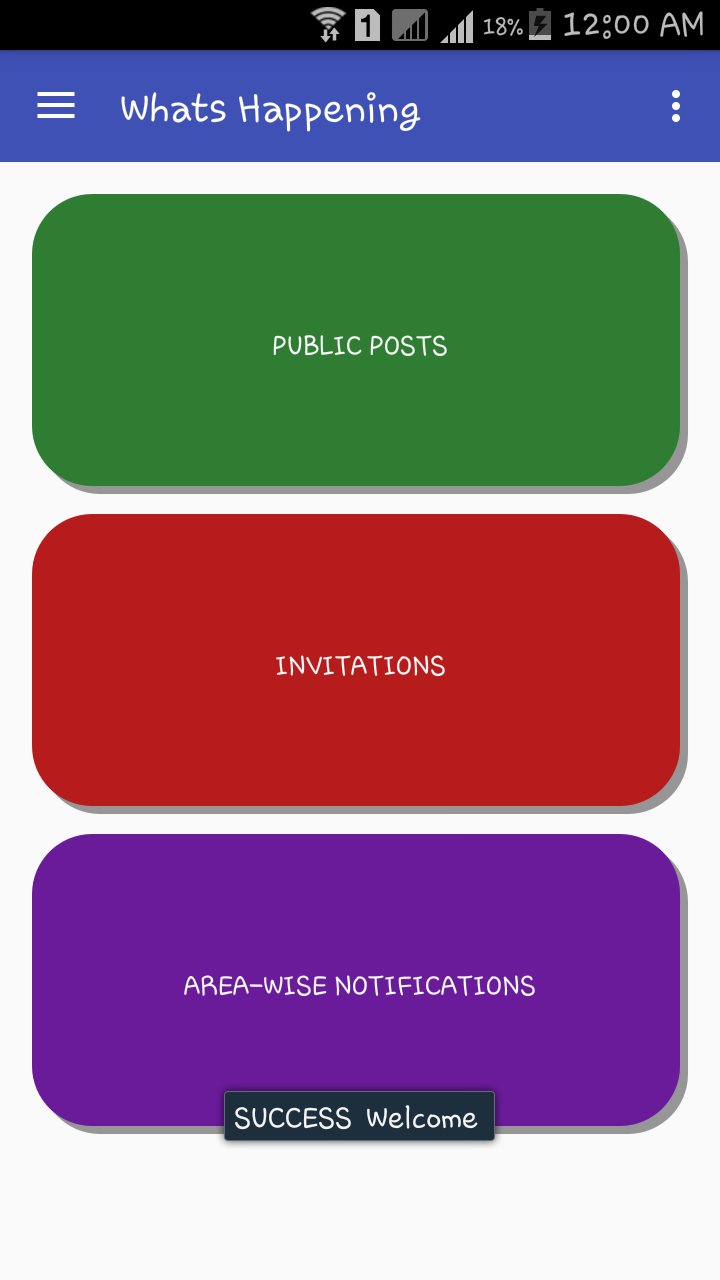 1 18% 12:00 AM
Whats Happening
PUBLIC POSTS
INVITATIONS
AREA-WISE NOTIFICATIONS
SUCCESS Welcome